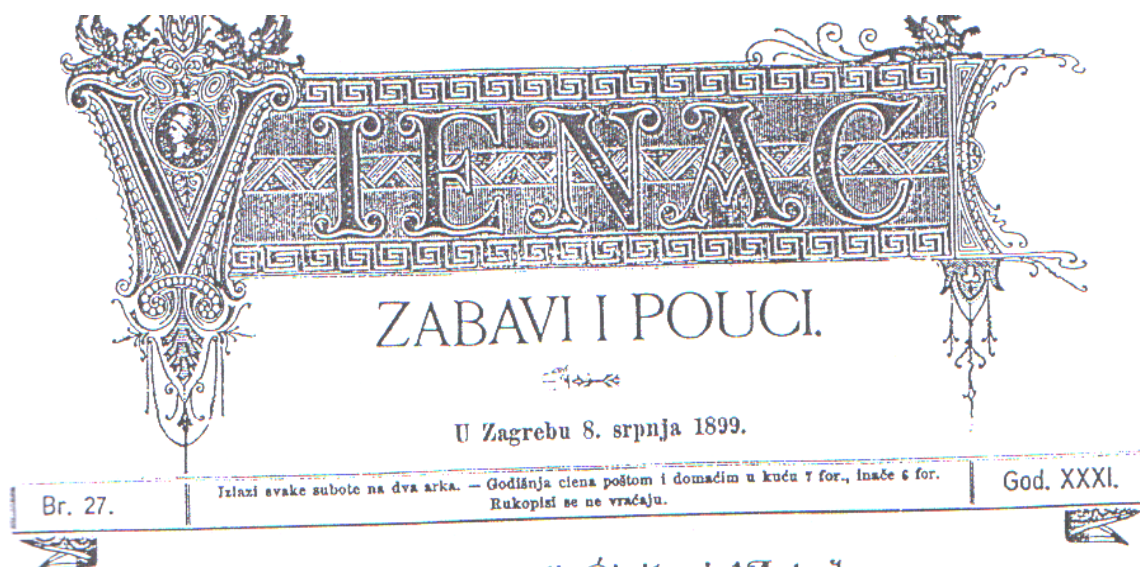 VIENAC
ZABAVI I POUCI.
U Zagrebu 8. srpnja 1899.
Br. 27.
Izlazi svake subote na dva arka. — Godišnja ciena poštom i domaćim u kuću 7 for., inače 6 for.
Rukopisi se ne vraćaju.
God. XXXI.